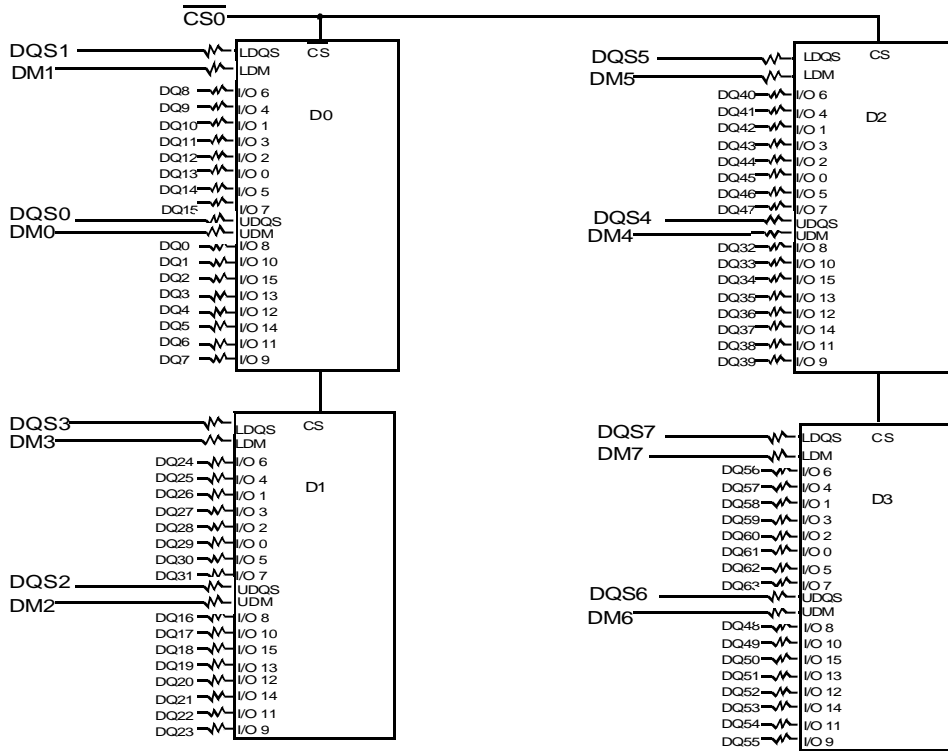 CS0
DQS1 LDQS CS
DM1 LDM
DQ8 I/O 6
DQ9 I/O 4 D0
DQ10 I/O 1
DQ11 I/O 3
DQ12 I/O 2
DQ13 I/O 0
DQ14 I/O 5
DQ15 I/O 7
DQS0 UDQS
DM0 UDM
DQ0 I/O 8
DQ1 I/O 10
DQ2 I/O 15
DQ3 I/O 13
DQ4 I/O 12
DQ5 I/O 14
DQ6 I/O 11
DQ7 I/O 9
DQS3 LDQS CS
DM3 LDM
DQ24 I/O 6
DQ25 I/O 4 D1
DQ26 I/O 1
DQ27 I/O 3
DQ28 I/O 2
DQ29 I/O 0
DQ30 I/O 5
DQ31 I/O 7
DQS2 UDQS
DM2 UDM
DQ16 I/O 8
DQ17 I/O 10
DQ18 I/O 15
DQ19 I/O 13
DQ20 I/O 12
DQ21 I/O 14
DQ22 I/O 11
DQ23 I/O 9
DQS5 LDQS CS
DM5 LDM
DQ40 I/O 6
DQ41 I/O 4 D2
DQ42 I/O 1
DQ43 I/O 3
DQ44 I/O 2
DQ45 I/O 0
DQ46 I/O 5
DQ47 I/O 7
DQS4 UDQS
DM4 UDM
DQ32 I/O 8
DQ33 I/O 10
DQ34 I/O 15
DQ35 I/O 13
DQ36 I/O 12
DQ37 I/O 14
DQ38 I/O 11
DQ39 I/O 9
DQS7 LDQS CS
DM7 LDM
DQ56 I/O 6
DQ57 I/O 4 D3
DQ58 I/O 1
DQ59 I/O 3
DQ60 I/O 2
DQ61 I/O 0
DQ62 I/O 5
DQ63 I/O 7
DQS6 UDQS
DM6 UDM
DQ48 I/O 8
DQ49 I/O 10
DQ50 I/O 15
DQ51 I/O 13
DQ52 I/O 12
DQ53 I/O 14
DQ54 I/O 11
DQ55 I/O 9